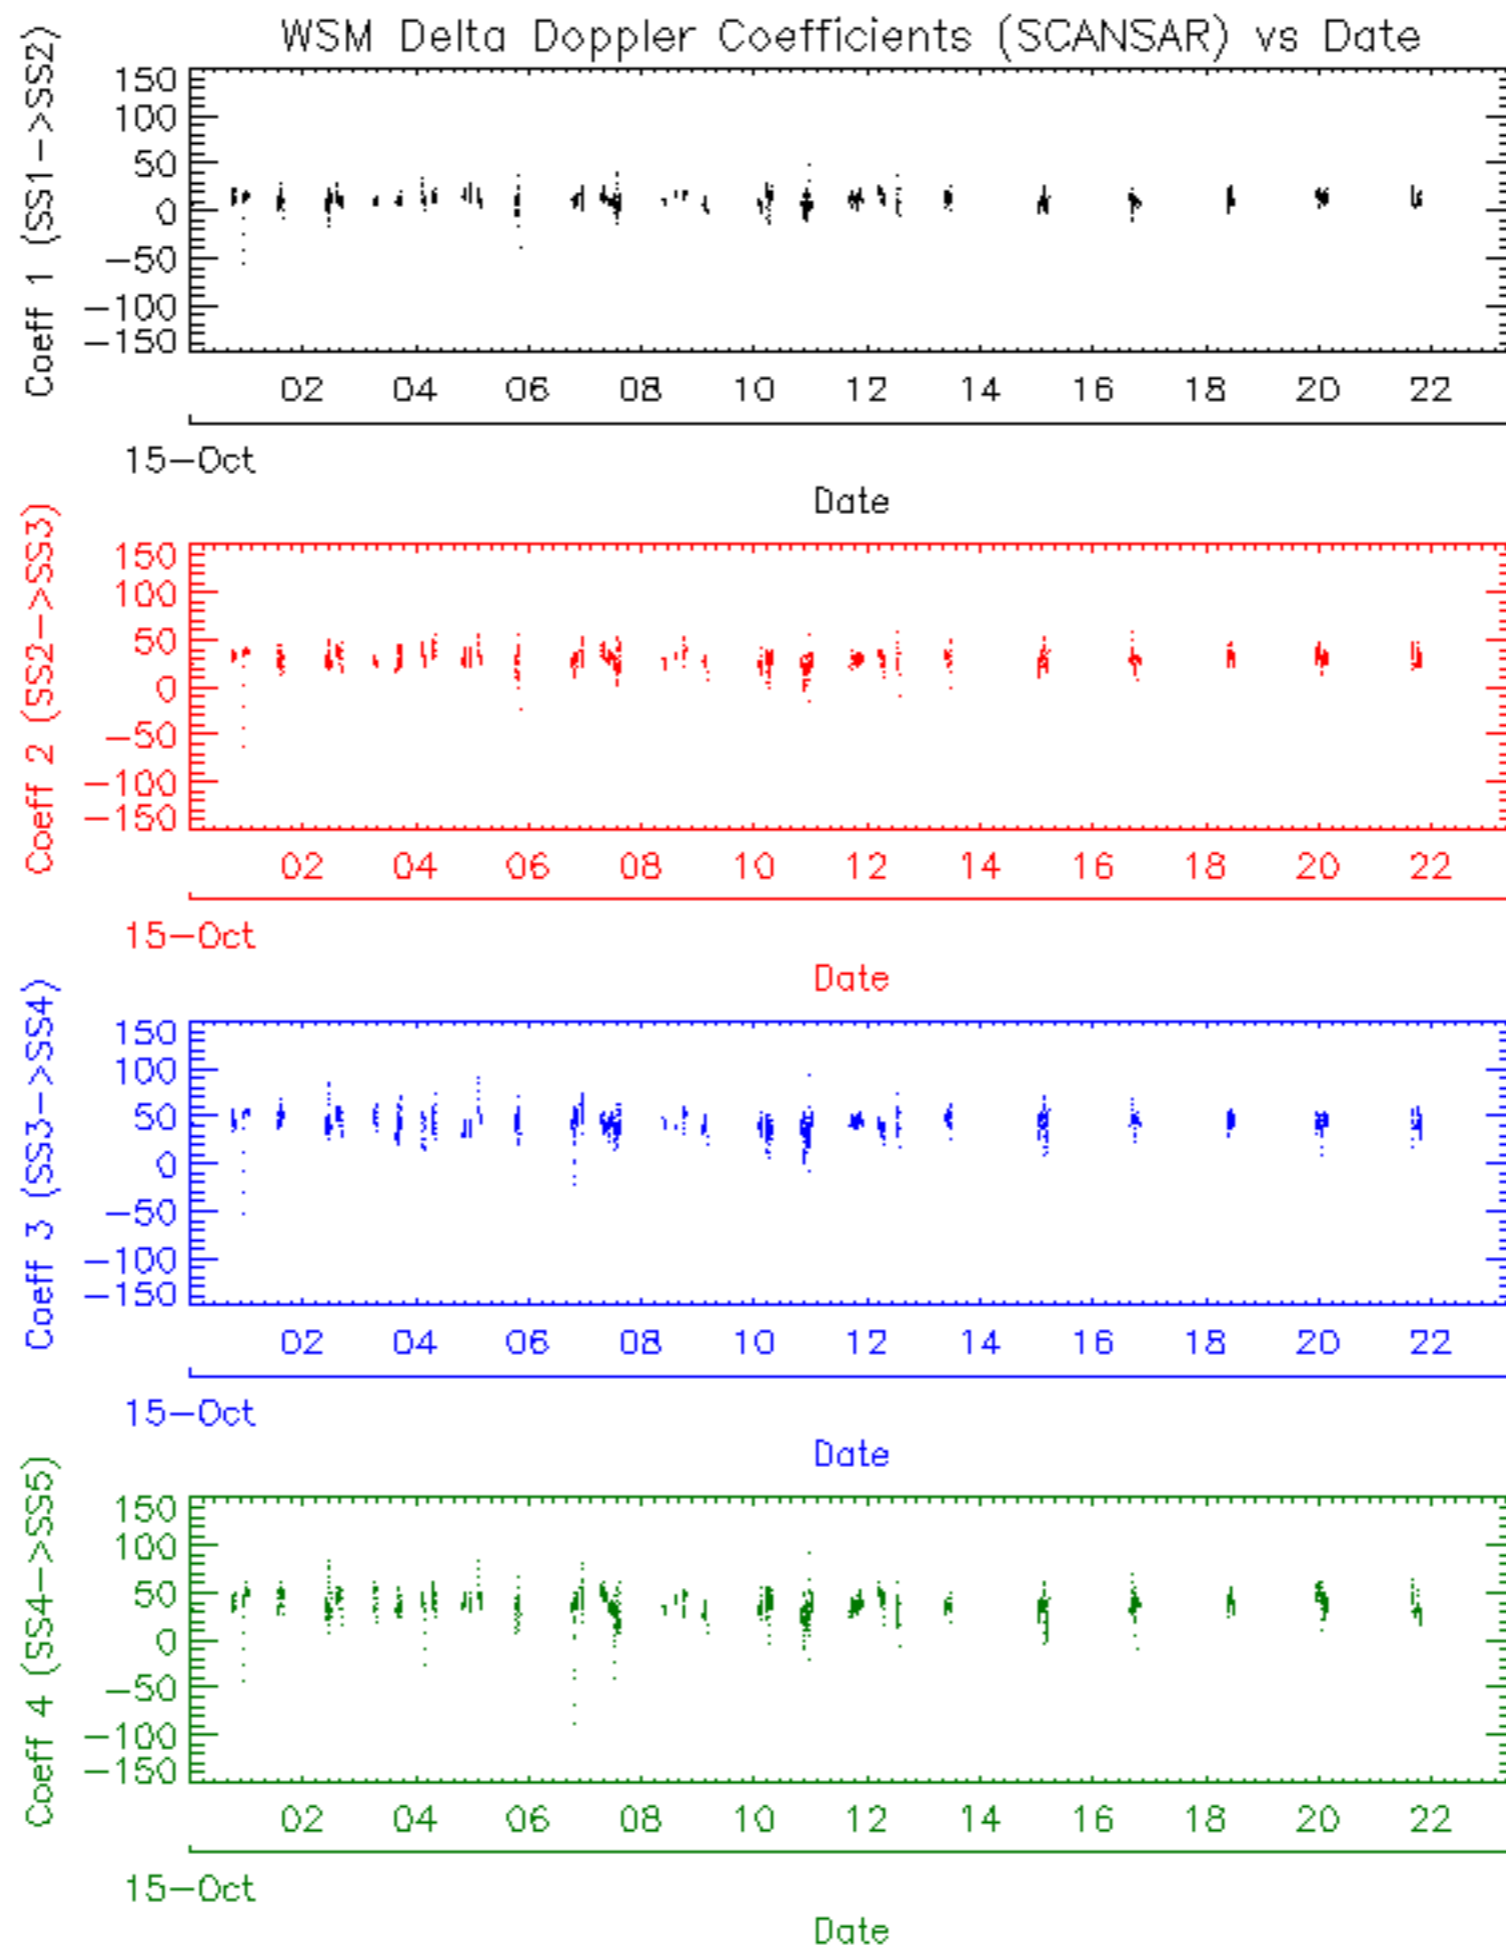 WSM Delta Doppler Coefficients (SCANSAR) vs Date
Coeff 1 (SS1->SS2)
150
100
50
0
-50
-100
-150
02 04 06 08 10 12 14 16 18 20 22
15-Oct
Date
Coeff 2 (SS2->SS3)
150
100
50
0
-50
-100
-150
02 04 06 08 10 12 14 16 18 20 22
15-Oct
Date
Coeff 3 (SS3->SS4)
150
100
50
0
-50
-100
-150
02 04 06 08 10 12 14 16 18 20 22
15-Oct
Date
Coeff 4 (SS4->SS5)
150
100
50
0
-50
-100
-150
02 04 06 08 10 12 14 16 18 20 22
15-Oct
Date